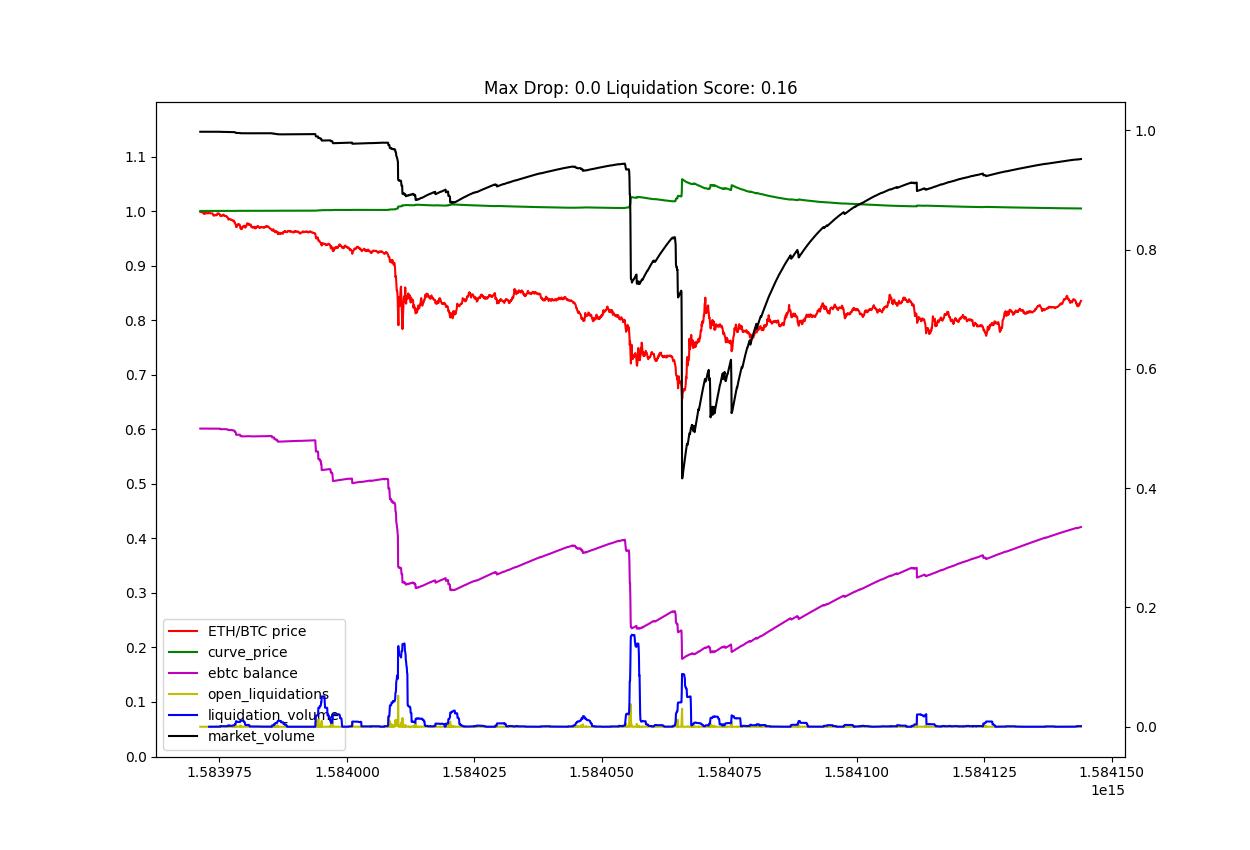 Max Drop: 0.0 Liquidation Score: 0.16
1.1
1.0
0.9
0.8
0.7
0.6
0.5
0.4
0.3
0.2
0.1
0.0
1.0
0.8
0.6
0.4
0.2
0.0
ETH/BTC price
curve_price
ebtc balance
open_liquidations
liquidation_volume
market_volume
1.583975 1.584000 1.584025 1.584050 1.584075 1.584100 1.584125 1.584150
1e15